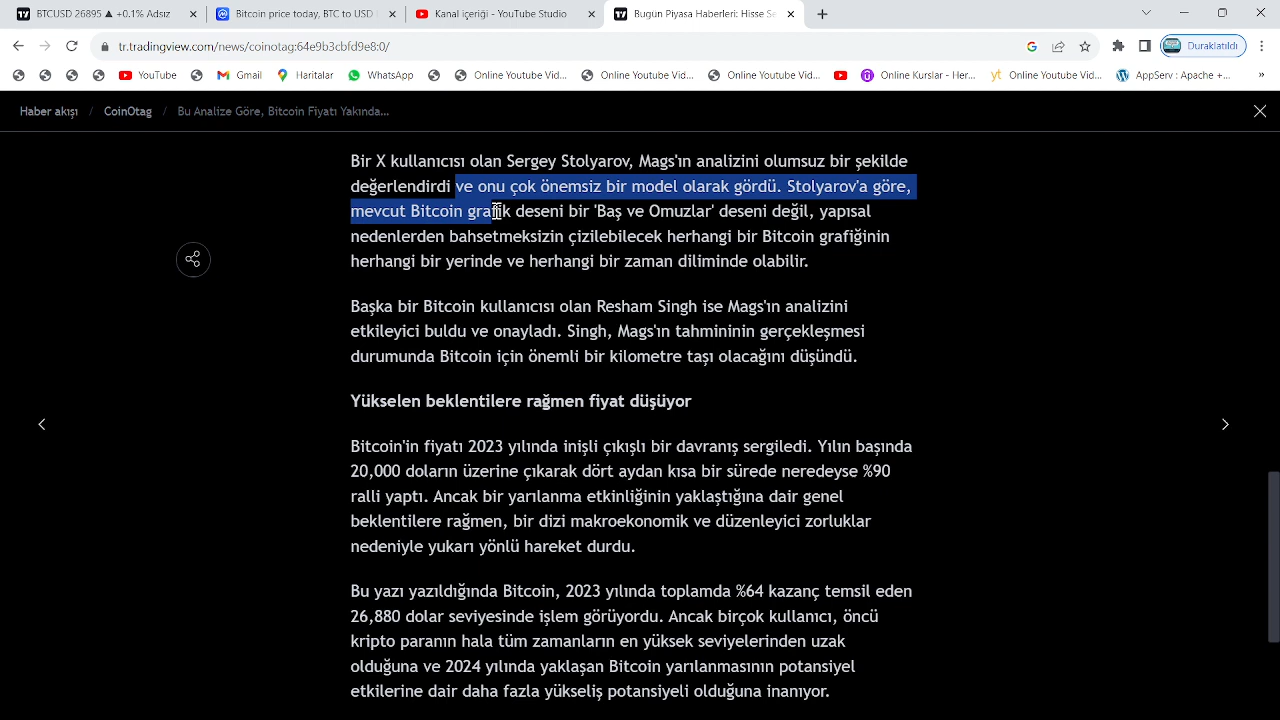 BTCUSD 26895 ▲ +0.1% Adsız
Bitcoin price today, BTC to USD l
Kanal içeriği - YouTube Studio
Bugün Piyasa Haberleri: Hisse Se
tr.tradingview.com/news/coinotag:64e9b3cbfd9e8:0/
Duraklatıldı
YouTube
Gmail
Haritalar
WhatsApp
Online Youtube Vid...
Online Youtube Vid...
Online Youtube Vid...
Online Kurslar - Her...
yt Online Youtube Vid...
AppServ : Apache +...
»
Haber akışı / CoinOtag / Bu Analize Göre, Bitcoin Fiyatı Yakında...
Bir X kullanıcısı olan Sergey Stolyarov, Mags'ın analizini olumsuz bir şekilde
değerlendirdi ve onu çok önemsiz bir model olarak gördü. Stolyarov'a göre,
mevcut Bitcoin grafik deseni bir 'Baş ve Omuzlar' deseni değil, yapısal
nedenlerden bahsetmeksizin çizilebilecek herhangi bir Bitcoin grafiğinin
herhangi bir yerinde ve herhangi bir zaman diliminde olabilir.
Başka bir Bitcoin kullanıcısı olan Resham Singh ise Mags'ın analizini
etkileyici buldu ve onayladı. Singh, Mags'ın tahmininin gerçekleşmesi
durumunda Bitcoin için önemli bir kilometre taşı olacağını düşündü.
Yükselen beklentilere rağmen fiyat düşüyor
Bitcoin'in fiyatı 2023 yılında inişli çıkışlı bir davranış sergiledi. Yılın başında
20,000 doların üzerine çıkarak dört aydan kısa bir sürede neredeyse %90
ralli yaptı. Ancak bir yarılanma etkinliğinin yaklaştığına dair genel
beklentilere rağmen, bir dizi makroekonomik ve düzenleyici zorluklar
nedeniyle yukarı yönlü hareket durdu.
Bu yazı yazıldığında Bitcoin, 2023 yılında toplamda %64 kazanç temsil eden
26,880 dolar seviyesinde işlem görüyordu. Ancak birçok kullanıcı, öncü
kripto paranın hala tüm zamanların en yüksek seviyelerinden uzak
olduğuna ve 2024 yılında yaklaşan Bitcoin yarılanmasının potansiyel
etkilerine dair daha fazla yükseliş potansiyeli olduğuna inanıyor.